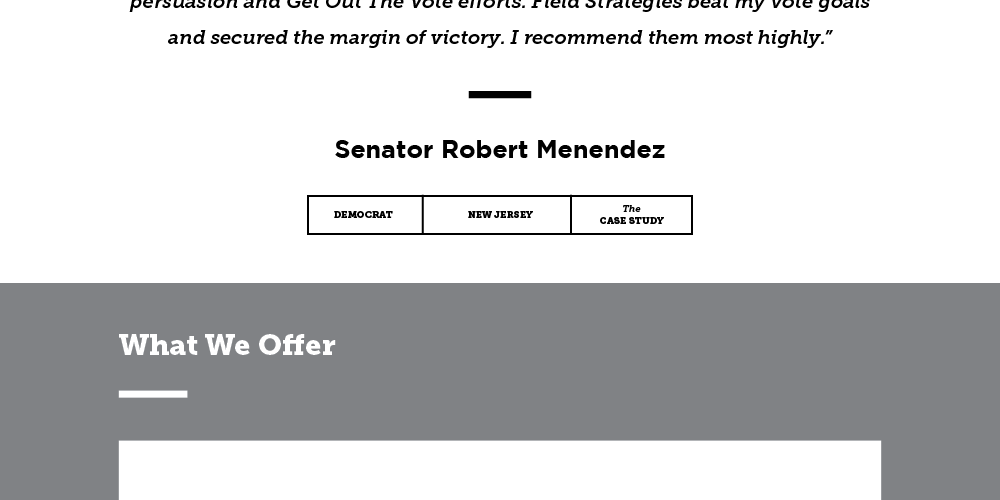 persuasion and Get Out The Vote efforts. Field Strategies beat my vote goals
and secured the margin of victory. I recommend them most highly.”
Senator Robert Menendez
DEMOCRAT
NEW JERSEY
The
CASE STUDY
What We Offer